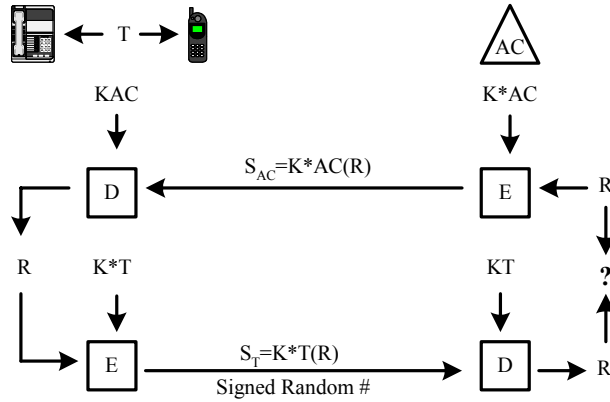 T
AC
KAC
K*AC
D
S_AC=K*AC(R)
E
R
R
K*T
KT
?
E
S_T=K*T(R)
Signed Random #
D
R